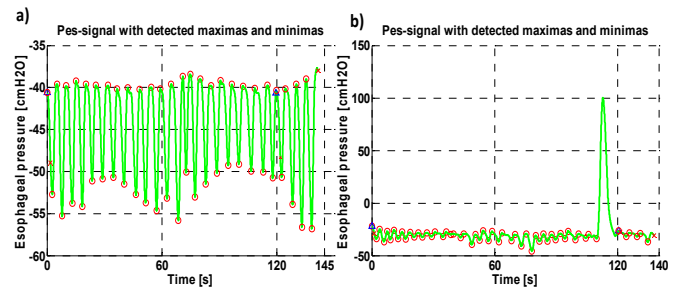 a)
Pes-signal with detected maximas and minimas
Esophageal pressure [cmH2O]
-35
-40
-45
-50
-55
-60
0
60
120
145
Time [s]
b)
Pes-signal with detected maximas and minimas
Esophageal pressure [cmH2O]
150
100
50
0
-50
0
60
120
140
Time [s]